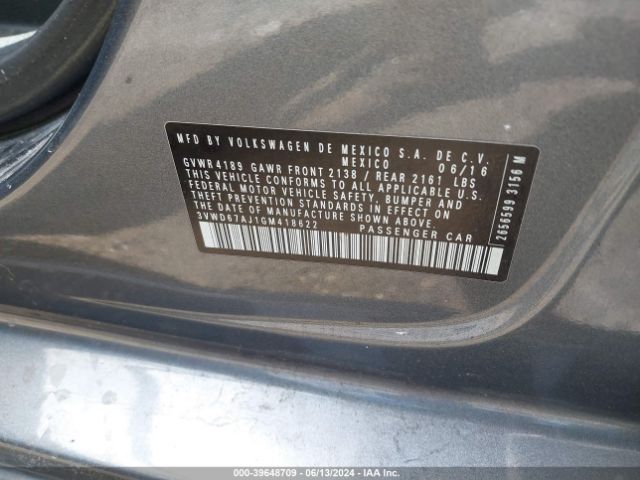 MFD BY VOLKSWAGEN DE MEXICO S.A. DE C.V.
MEXICO 06/16
GVWR 4189 GAWR FRONT 2138 / REAR 2161 LBS
THIS VEHICLE CONFORMS TO ALL APPLICABLE U.S.
FEDERAL MOTOR VEHICLE SAFETY, BUMPER AND
THEFT PREVENTION STANDARDS IN EFFECT ON
THE DATE OF MANUFACTURE SHOWN ABOVE.
3VWD67AJ1GM418622 PASSENGER CAR
2656599 3156 M
000-39648709 - 06/13/2024 - IAA Inc.